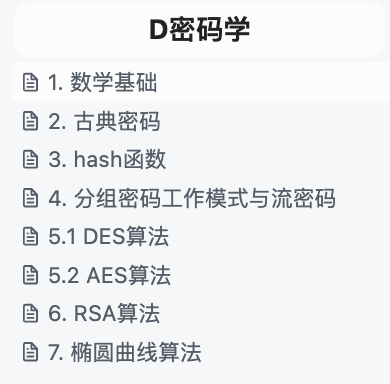 D密码学
1. 数学基础
2. 古典密码
3. hash函数
4. 分组密码工作模式与流密码
5.1 DES算法
5.2 AES算法
6. RSA算法
7. 椭圆曲线算法